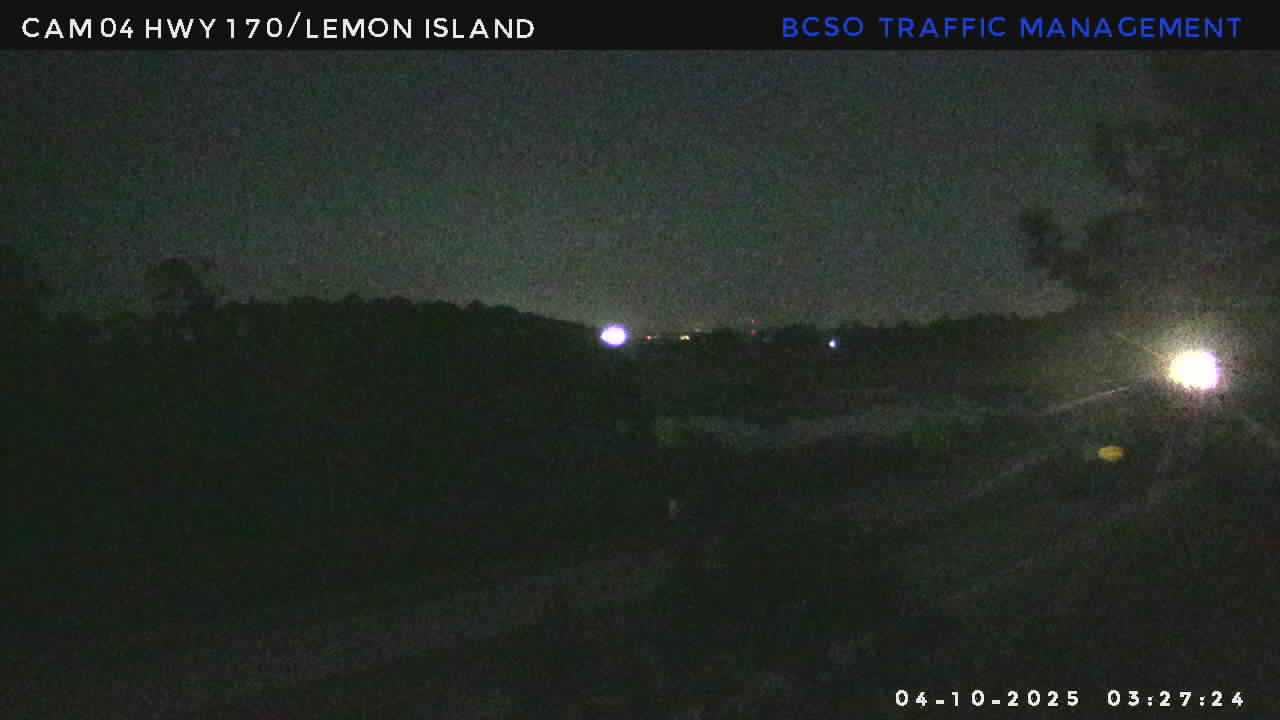 CAM04 HWY 170/LEMON ISLAND
BCSO TRAFFIC MANAGEMENT
04-10-2025 03:27:24